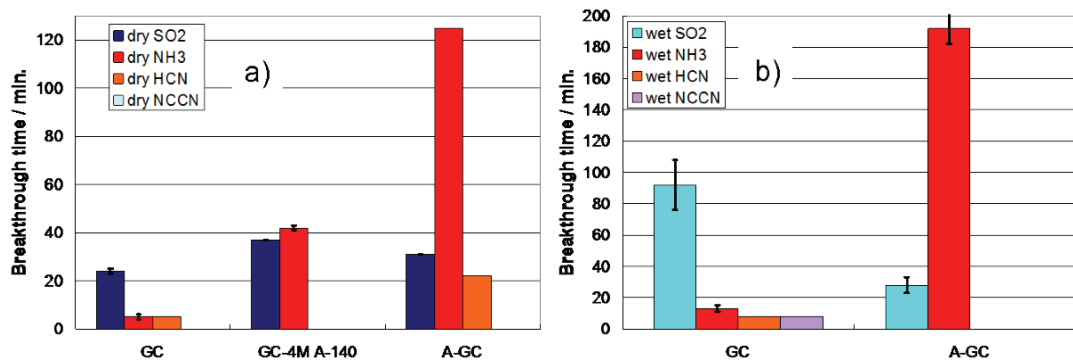 Breakthrough time / min.
120
100
80
60
40
20
0
dry SO2
dry NH3
dry HCN
dry NCCN
a)
GC
GC-4M A-140
A-GC
Breakthrough time / min.
200
180
160
140
120
100
80
60
40
20
0
wet SO2
wet NH3
wet HCN
wet NCCN
b)
GC
A-GC